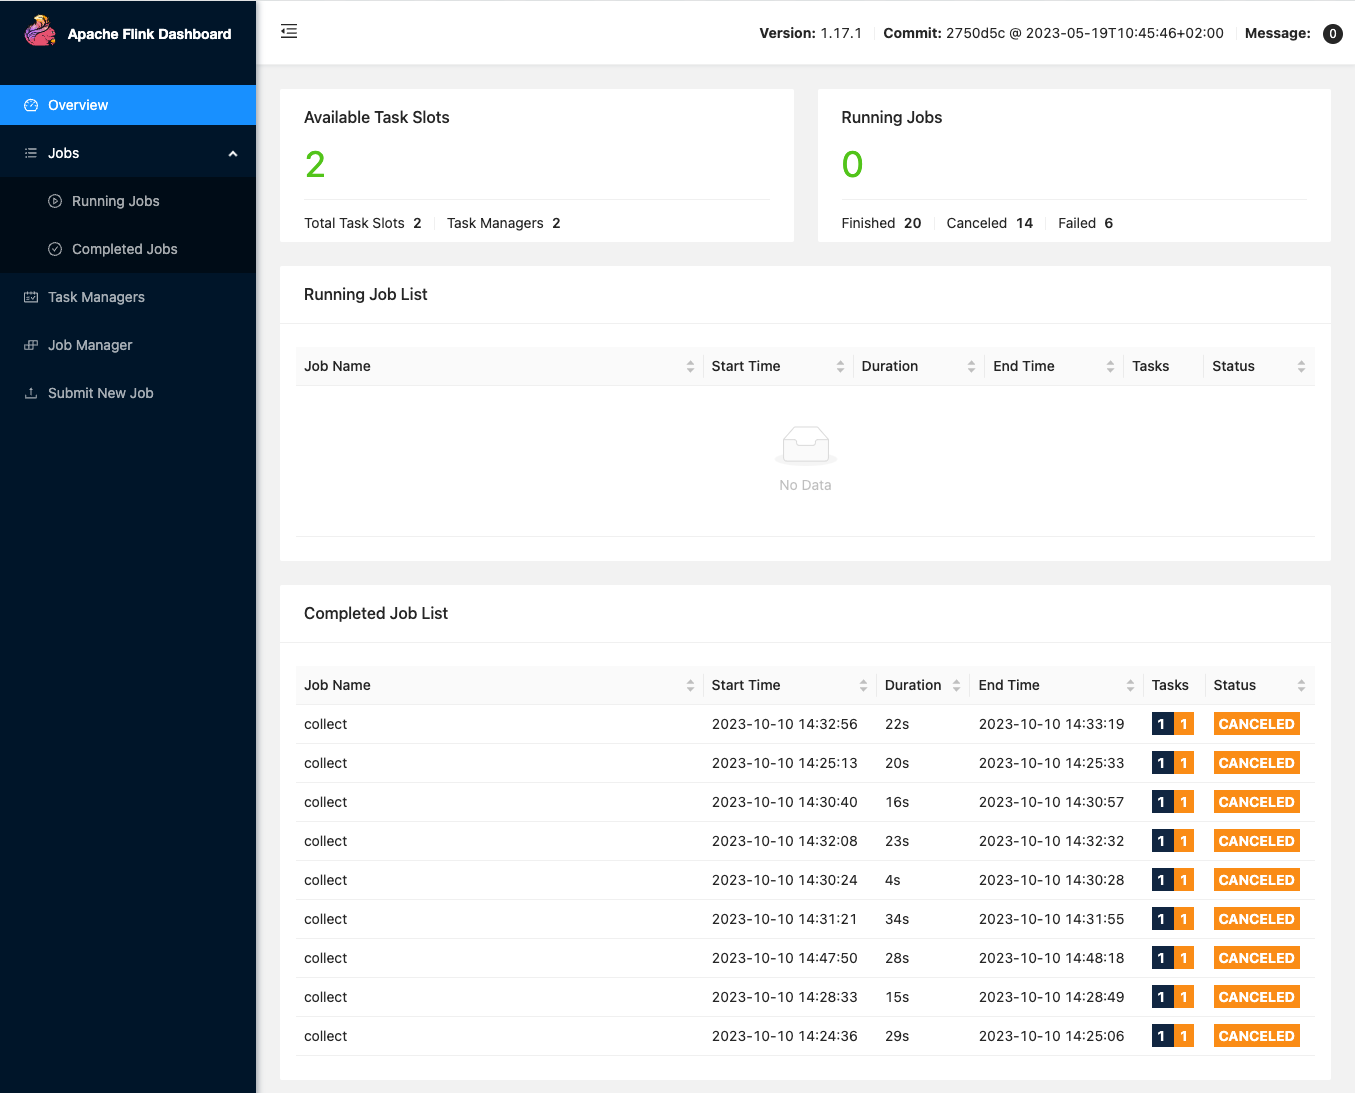 Apache Flink Dashboard
Version: 1.17.1 Commit: 2750d5c @ 2023-05-19T10:45:46+02:00 Message: 0
Overview
Jobs
Running Jobs
Completed Jobs
Task Managers
Job Manager
Submit New Job
Available Task Slots
2
Total Task Slots 2 Task Managers 2
Running Jobs
0
Finished 20 Canceled 14 Failed 6
Running Job List
Job Name Start Time Duration End Time Tasks Status
No Data
Completed Job List
Job Name Start Time Duration End Time Tasks Status
collect 2023-10-10 14:32:56 22s 2023-10-10 14:33:19 1 1 CANCELED
collect 2023-10-10 14:25:13 20s 2023-10-10 14:25:33 1 1 CANCELED
collect 2023-10-10 14:30:40 16s 2023-10-10 14:30:57 1 1 CANCELED
collect 2023-10-10 14:32:08 23s 2023-10-10 14:32:32 1 1 CANCELED
collect 2023-10-10 14:30:24 4s 2023-10-10 14:30:28 1 1 CANCELED
collect 2023-10-10 14:31:21 34s 2023-10-10 14:31:55 1 1 CANCELED
collect 2023-10-10 14:47:50 28s 2023-10-10 14:48:18 1 1 CANCELED
collect 2023-10-10 14:28:33 15s 2023-10-10 14:28:49 1 1 CANCELED
collect 2023-10-10 14:24:36 29s 2023-10-10 14:25:06 1 1 CANCELED